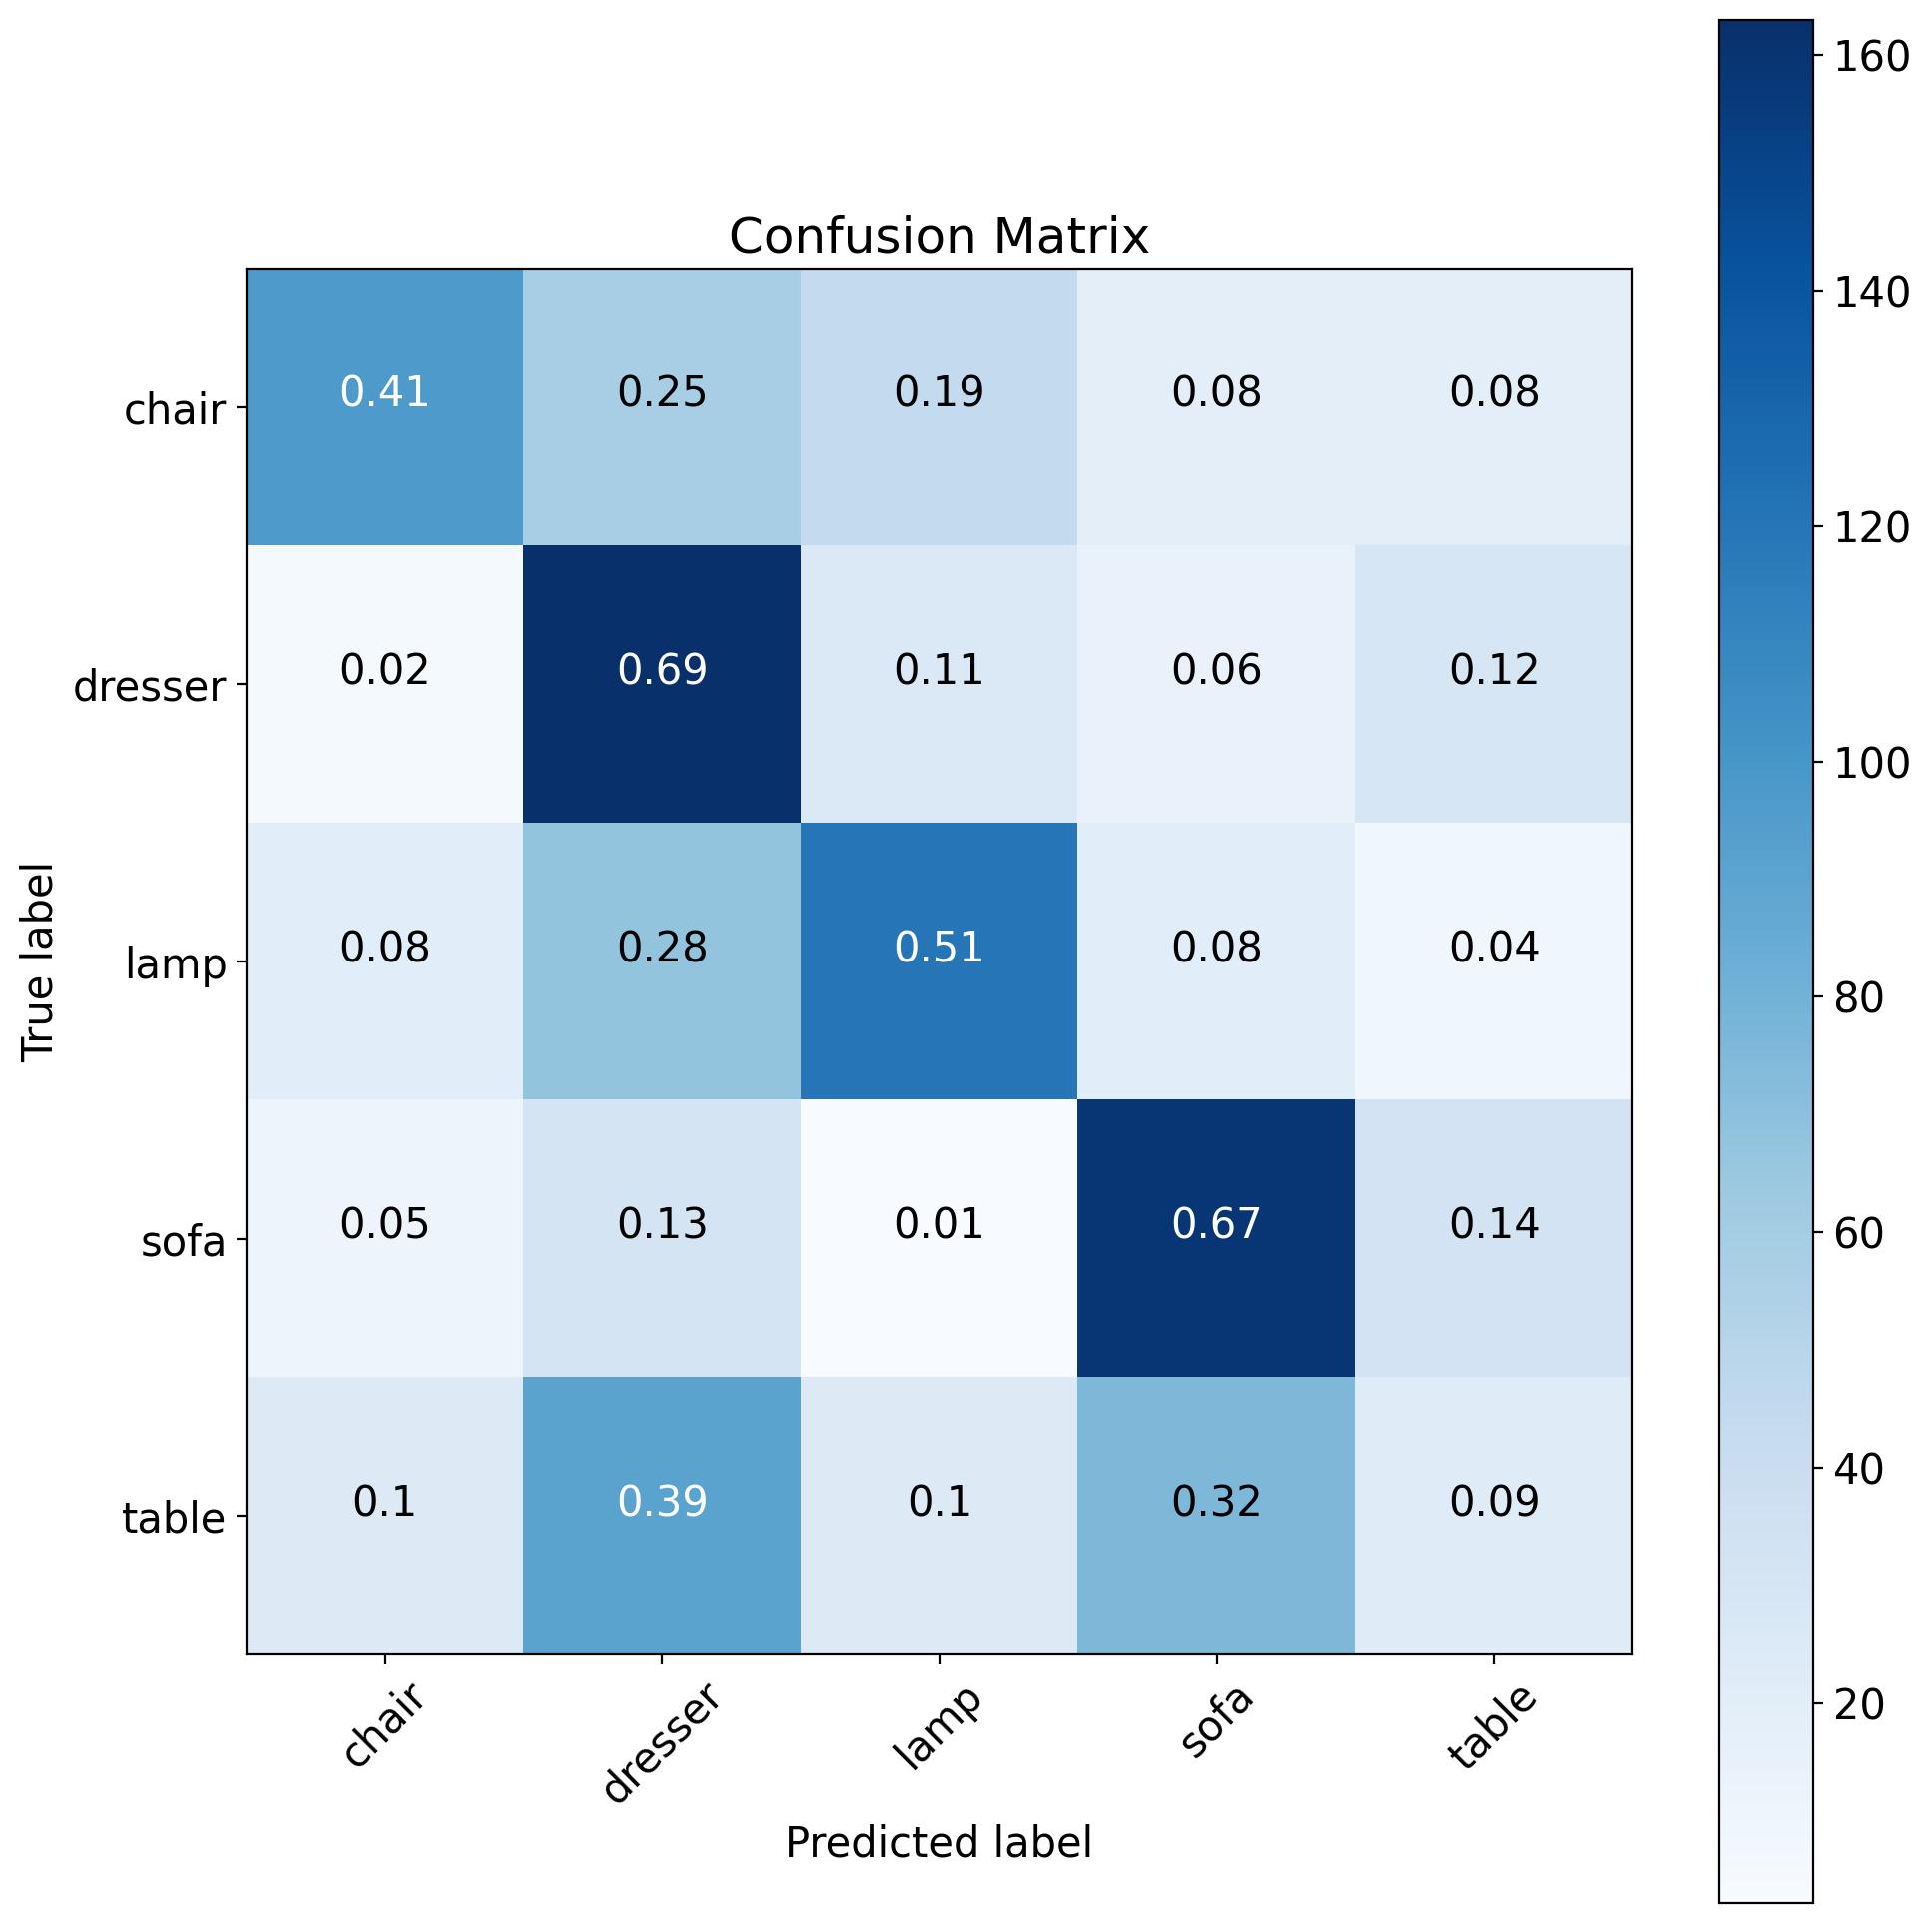 Confusion Matrix
True label
chair 0.41 0.25 0.19 0.08 0.08
dresser 0.02 0.69 0.11 0.06 0.12
lamp 0.08 0.28 0.51 0.08 0.04
sofa 0.05 0.13 0.01 0.67 0.14
table 0.1 0.39 0.1 0.32 0.09
chair dresser lamp sofa table
Predicted label
160
140
120
100
80
60
40
20